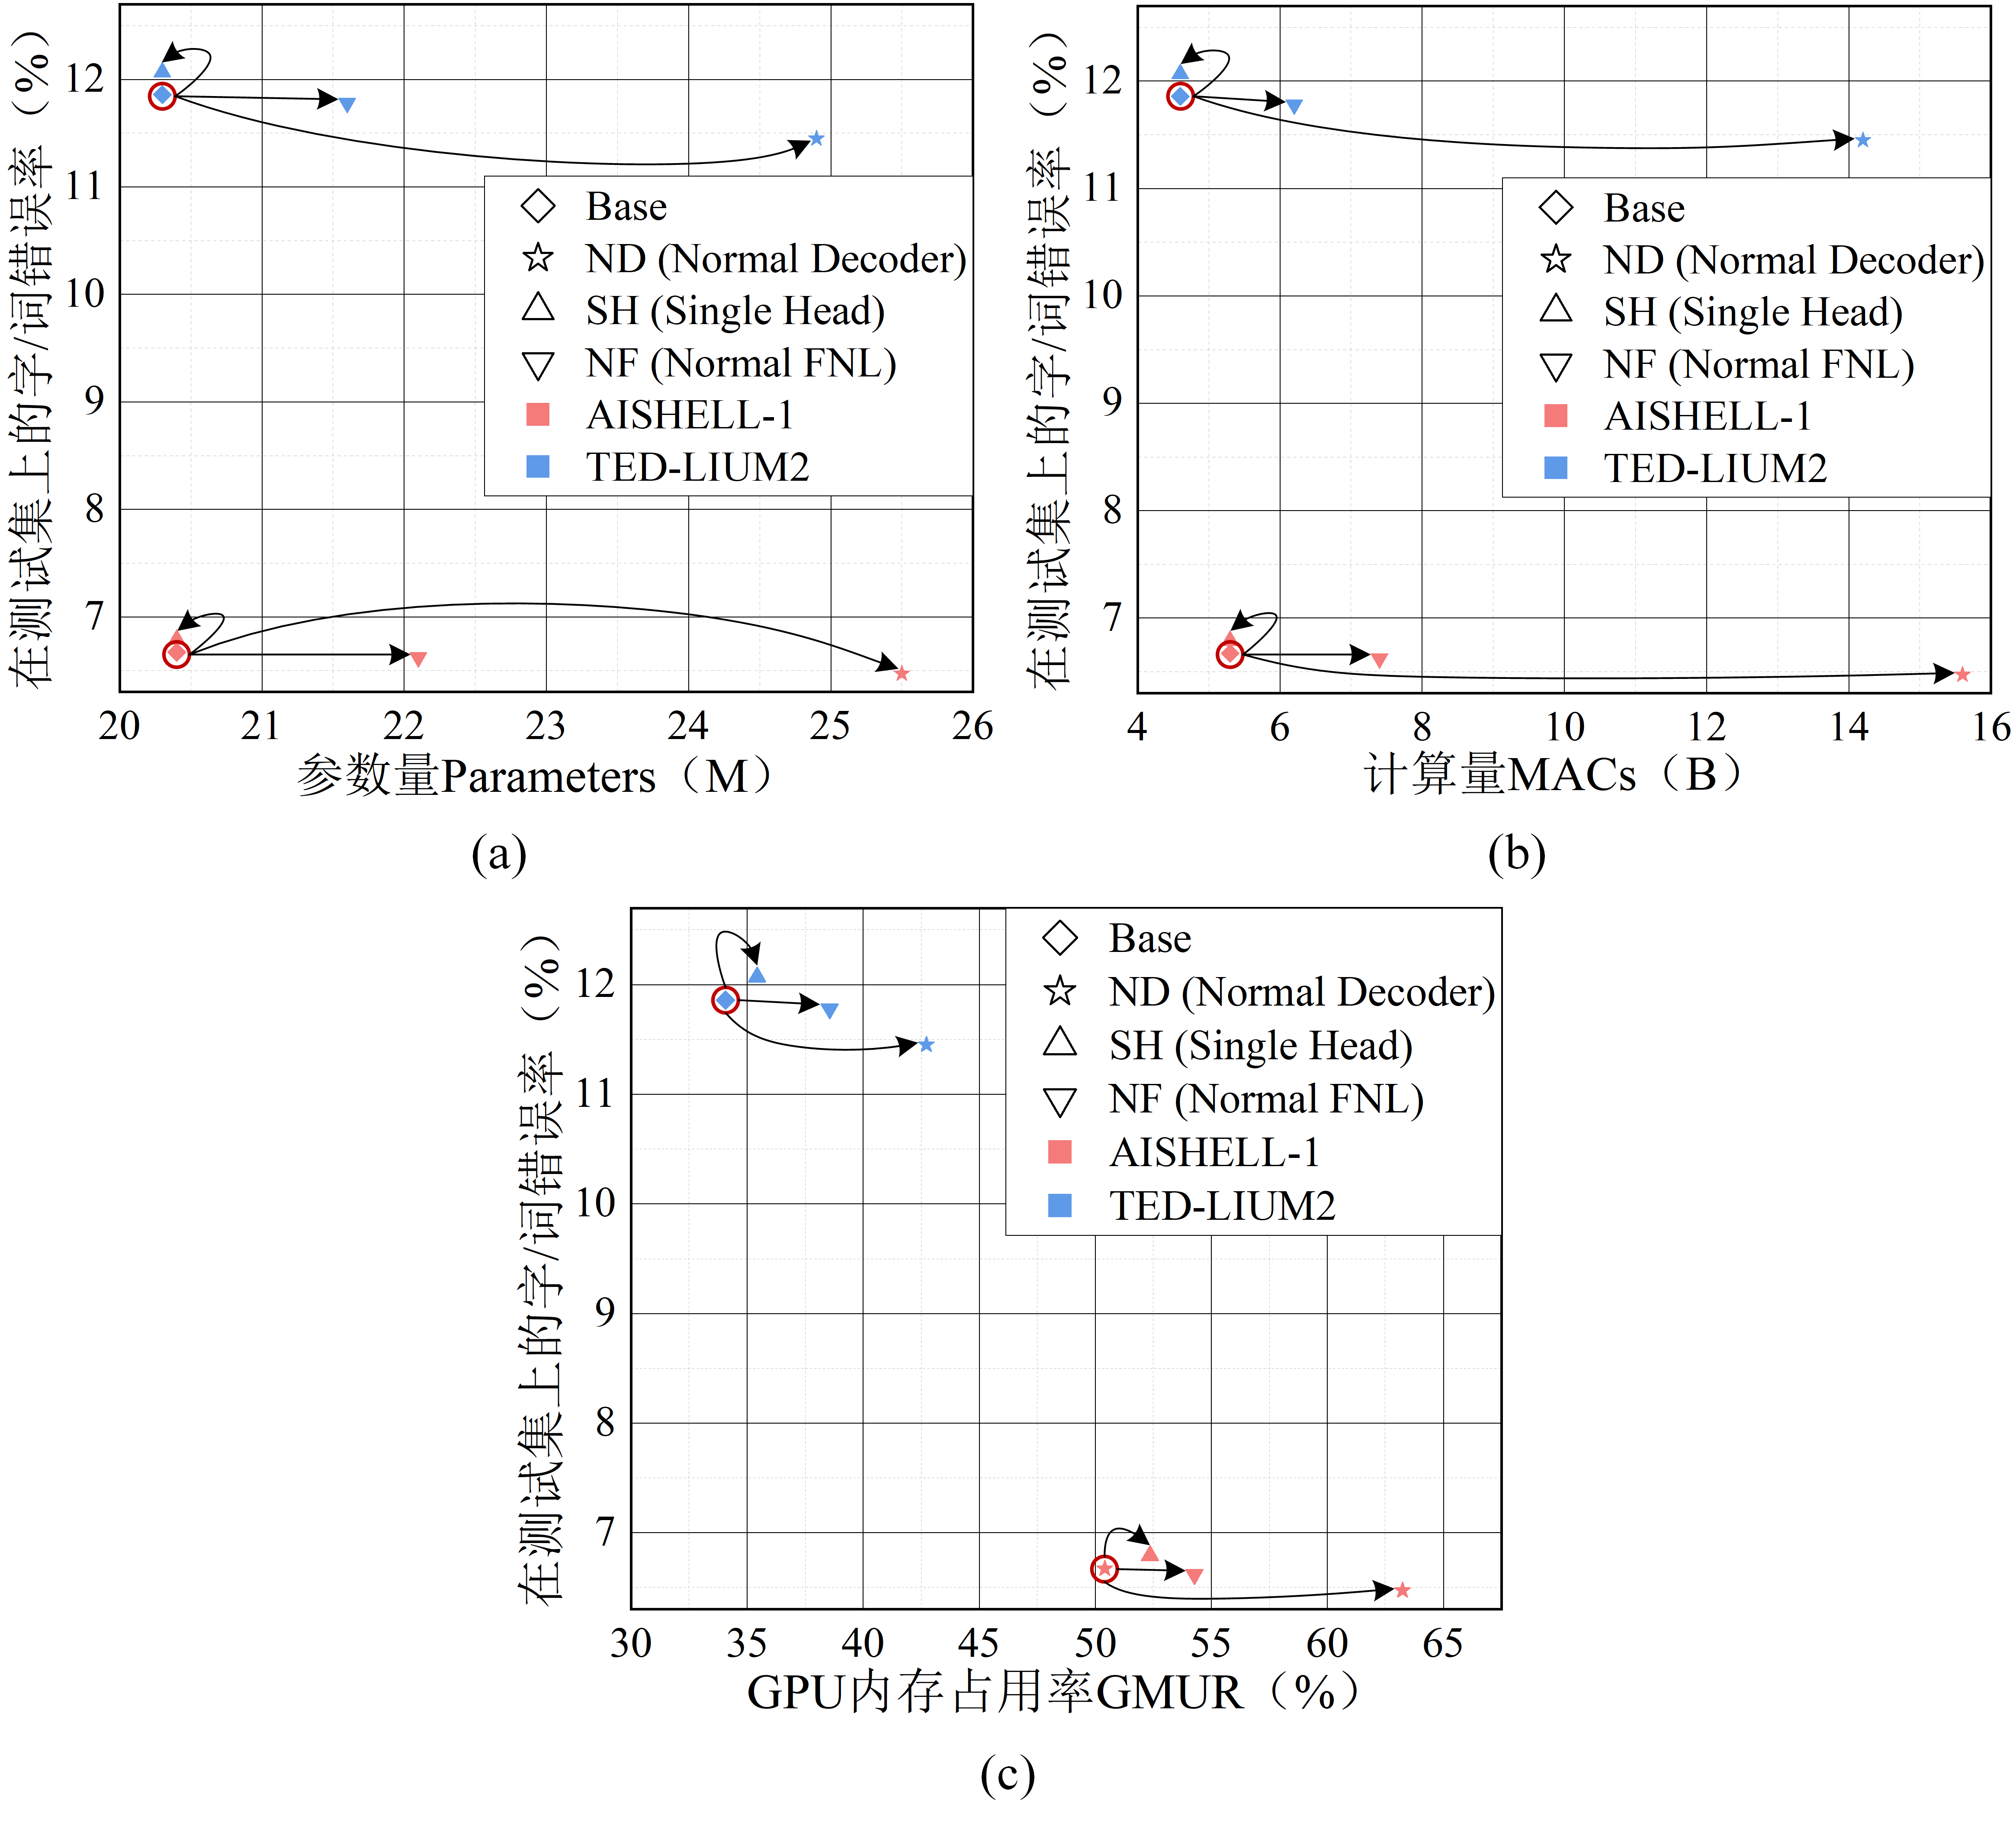 在测试集上的字/词错误率（%）
12
11
10
9
8
7
20 21 22 23 24 25 26
参数量Parameters（M）
Base
ND (Normal Decoder)
SH (Single Head)
NF (Normal FNL)
AISHELL-1
TED-LIUM2
(a)
在测试集上的字/词错误率（%）
12
11
10
9
8
7
4 6 8 10 12 14 16
计算量MACs（B）
Base
ND (Normal Decoder)
SH (Single Head)
NF (Normal FNL)
AISHELL-1
TED-LIUM2
(b)
在测试集上的字/词错误率（%）
12
11
10
9
8
7
30 35 40 45 50 55 60 65
GPU内存占用率GMUR（%）
Base
ND (Normal Decoder)
SH (Single Head)
NF (Normal FNL)
AISHELL-1
TED-LIUM2
(c)